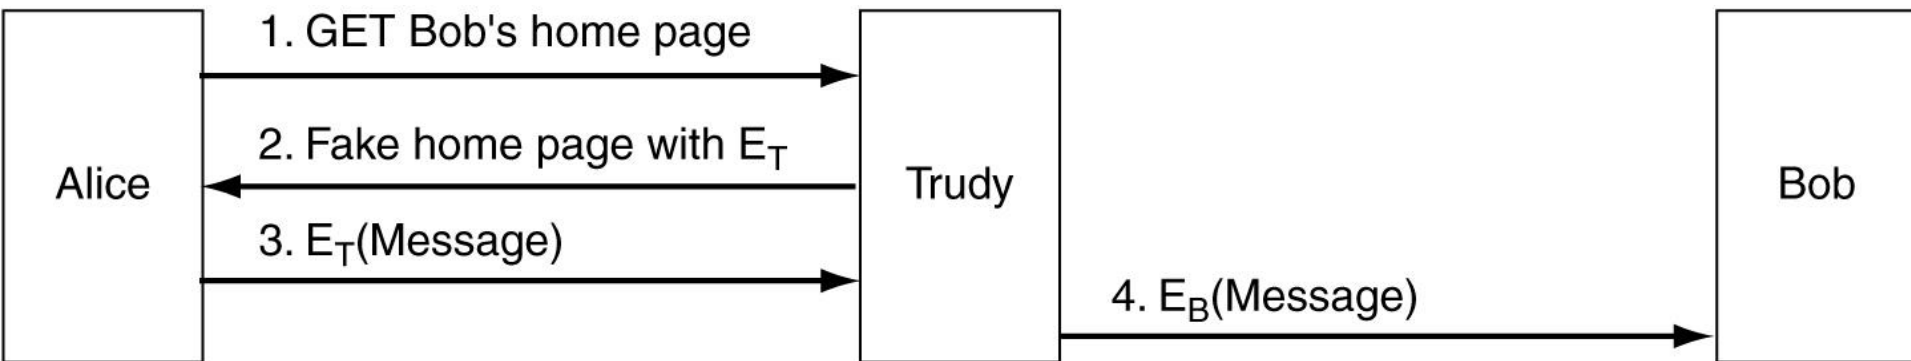 1. GET Bob's home page
2. Fake home page with E_T
Alice
Trudy
Bob
3. E_T(Message)
4. E_B(Message)